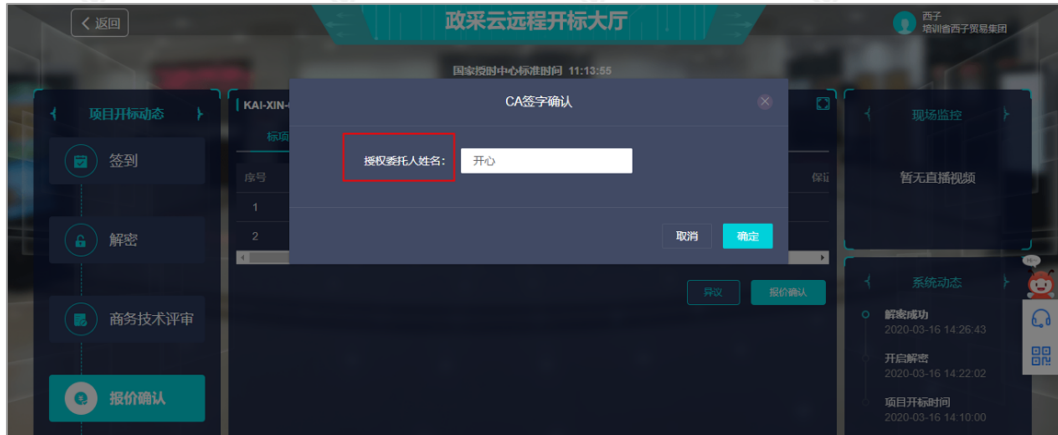 返回
政采云远程开标大厅
西子
培训省西子贸易集团
国家授时中心标准时间 11:13:55
项目开标动态
签到
解密
商务技术评审
报价确认
KAI-XIN-
标项
序号
保证
1
2
CA签字确认
授权委托人姓名：
开心
取消
确定
异议
报价确认
现场监控
暂无直播视频
系统动态
解密成功
2020-03-16 14:26:43
开启解密
2020-03-16 14:22:02
项目开标时间
2020-03-16 14:10:00